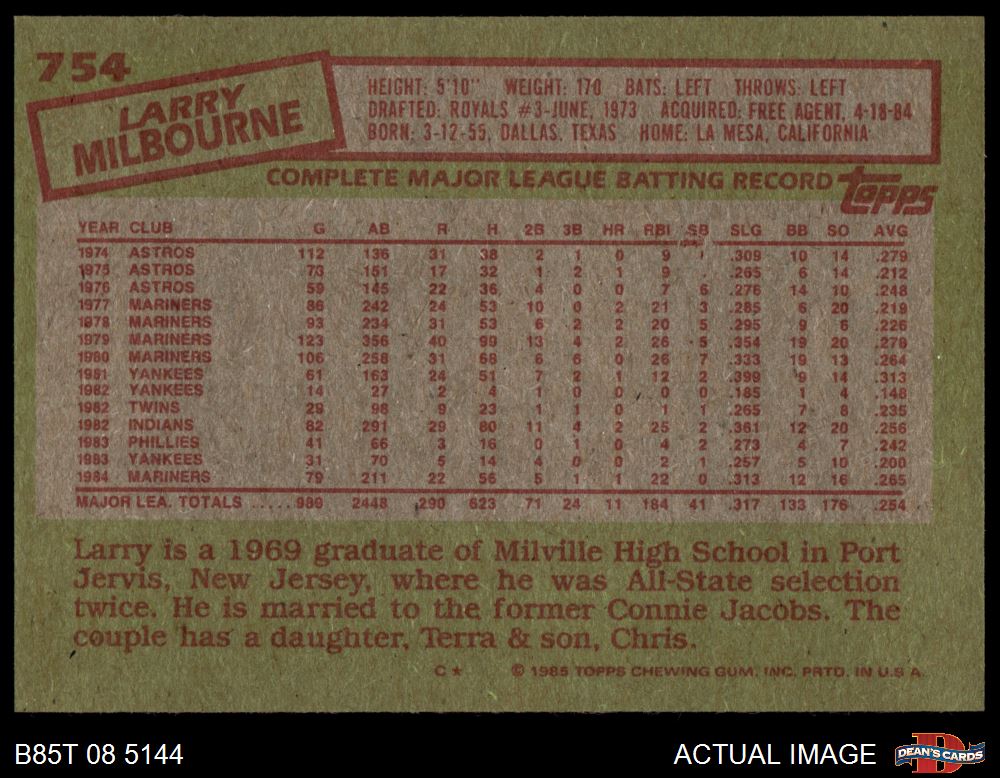 754
LARRY
MILBOURNE
HEIGHT: 5'10" WEIGHT: 170 BATS: LEFT THROWS: LEFT
DRAFTED: ROYALS #3-JUNE, 1973 ACQUIRED: FREE AGENT, 4-18-84
BORN: 3-12-55, DALLAS, TEXAS HOME: LA MESA, CALIFORNIA
COMPLETE MAJOR LEAGUE BATTING RECORD topps
YEAR CLUB G AB R H 2B 3B HR RBI SB SLG BB SO AVG
1974 ASTROS 112 136 31 38 2 1 0 9 .309 10 14 .279
1975 ASTROS 73 151 17 32 1 2 1 9 .265 6 14 .212
1976 ASTROS 59 145 22 36 4 0 0 7 6 .276 14 10 .248
1977 MARINERS 86 242 24 53 10 0 2 21 3 .285 6 20 .219
1978 MARINERS 93 234 31 53 6 2 2 20 5 .295 9 6 .226
1979 MARINERS 123 356 40 99 13 4 2 26 5 .354 19 20 .278
1980 MARINERS 106 258 31 68 6 6 0 26 7 .333 19 13 .264
1981 YANKEES 61 163 24 51 7 2 1 12 2 .399 9 14 .313
1982 YANKEES 14 27 2 4 1 0 0 0 0 .185 1 4 .148
1982 TWINS 29 98 9 23 1 1 0 1 1 .265 7 8 .235
1982 INDIANS 82 291 29 80 11 4 2 25 2 .361 12 20 .256
1983 PHILLIES 41 66 3 16 0 1 0 4 2 .273 4 7 .242
1983 YANKEES 31 70 5 14 4 0 0 2 1 .257 5 10 .200
1984 MARINERS 79 211 22 56 5 1 1 22 0 .313 12 16 .265
MAJOR LEA. TOTALS ..... 989 2448 290 623 71 24 11 184 41 .317 133 176 .254
Larry is a 1969 graduate of Milville High School in Port
Jervis, New Jersey, where he was All-State selection
twice. He is married to the former Connie Jacobs. The
couple has a daughter, Terra & son, Chris.
C★ © 1985 TOPPS CHEWING GUM, INC. PRTD. IN U.S.A.
B85T 08 5144 ACTUAL IMAGE DEAN'S CARDS